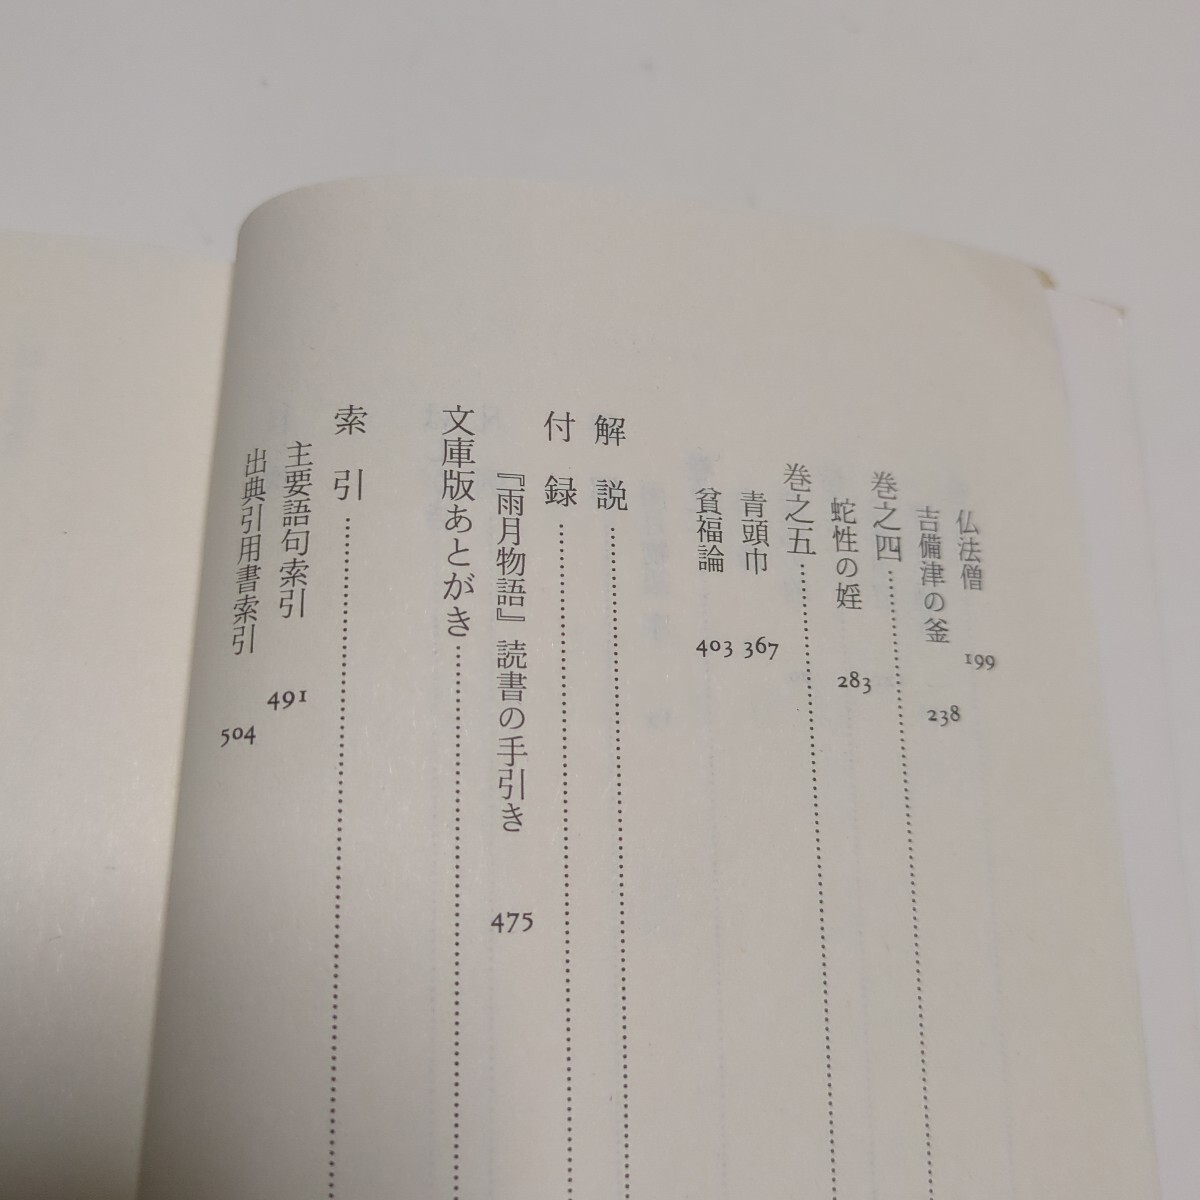 仏法僧 199
吉備津の釜 238
巻之四
蛇性の婬 283
巻之五
青頭巾 367
貧福論 403
解説
付録
『雨月物語』読書の手引き 475
文庫版あとがき
索引
主要語句索引 491
出典引用書索引 504